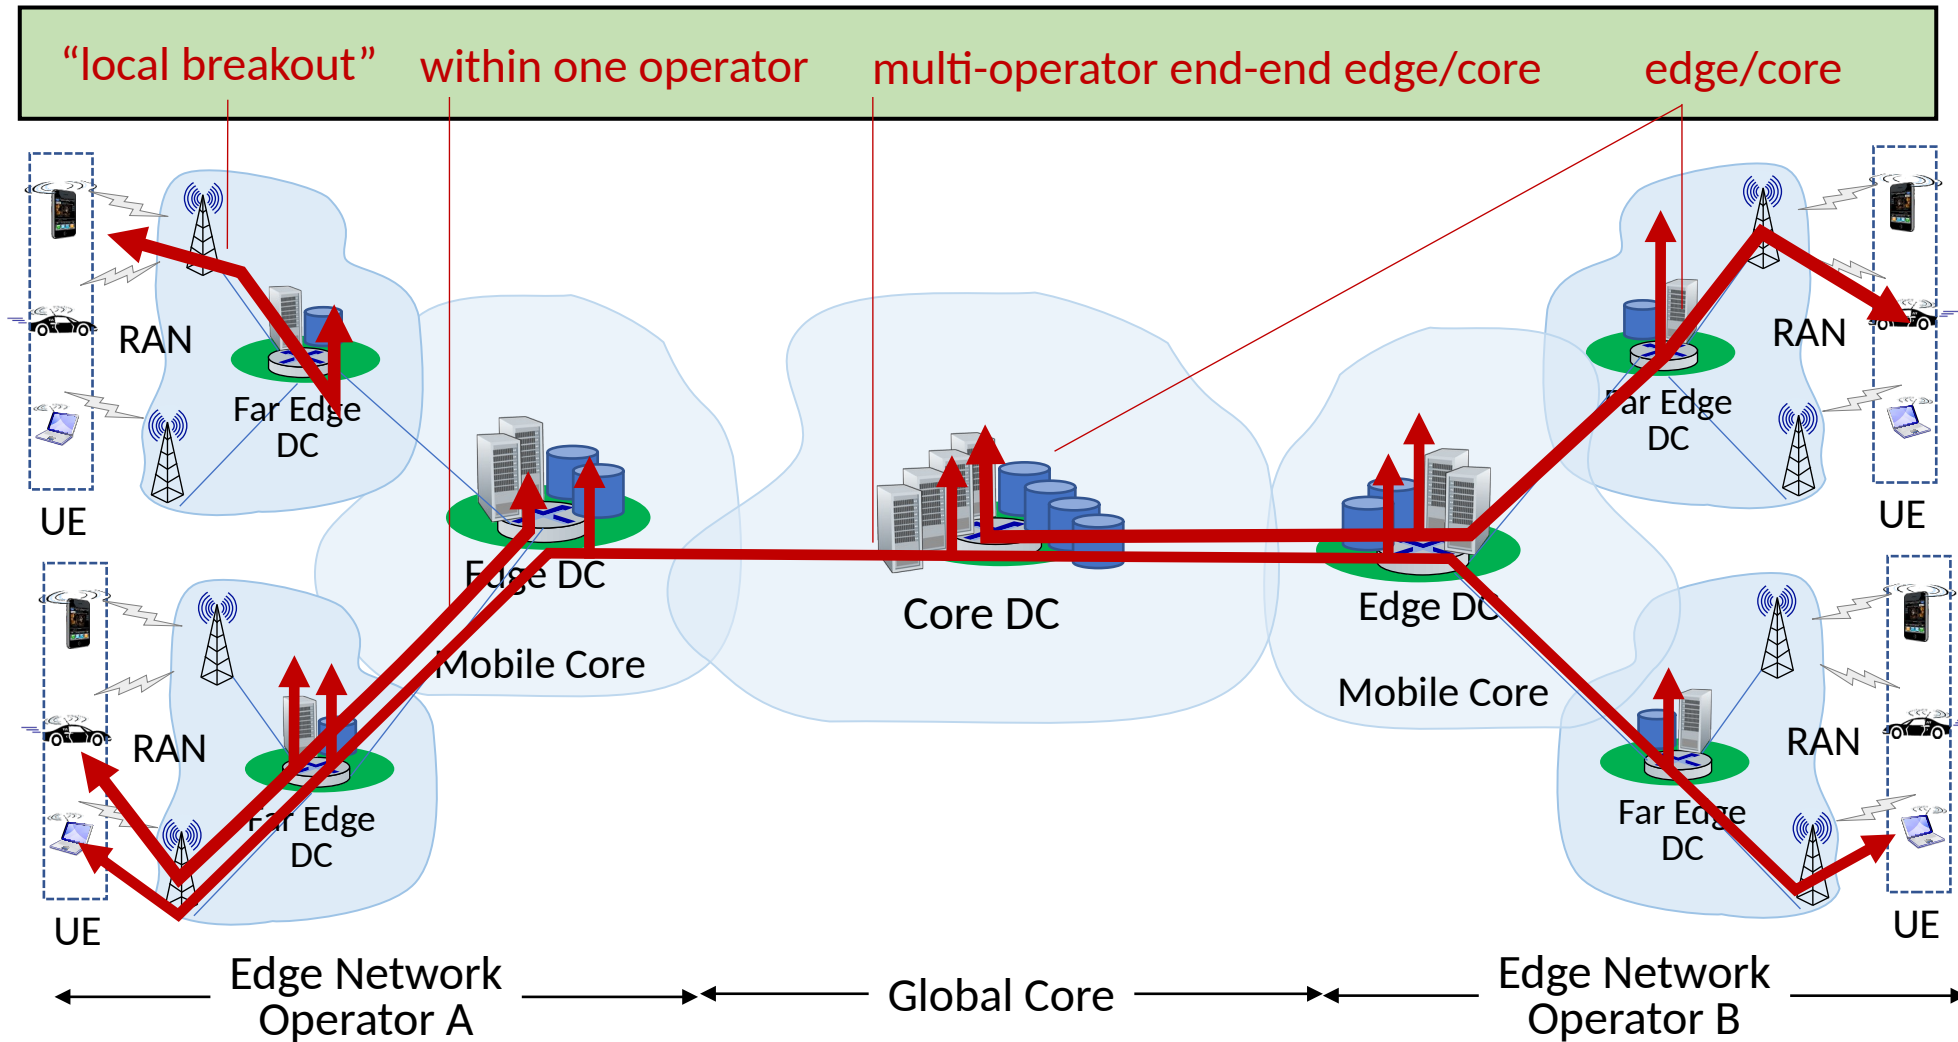 “local breakout” within one operator multi-operator end-end edge/core edge/core
RAN
Far Edge
DC
UE
RAN
Far Edge
DC
UE
Edge DC
Mobile Core
Core DC
Edge DC
Mobile Core
RAN
Far Edge
DC
UE
RAN
Far Edge
DC
UE
Edge Network
Operator A
Global Core
Edge Network
Operator B